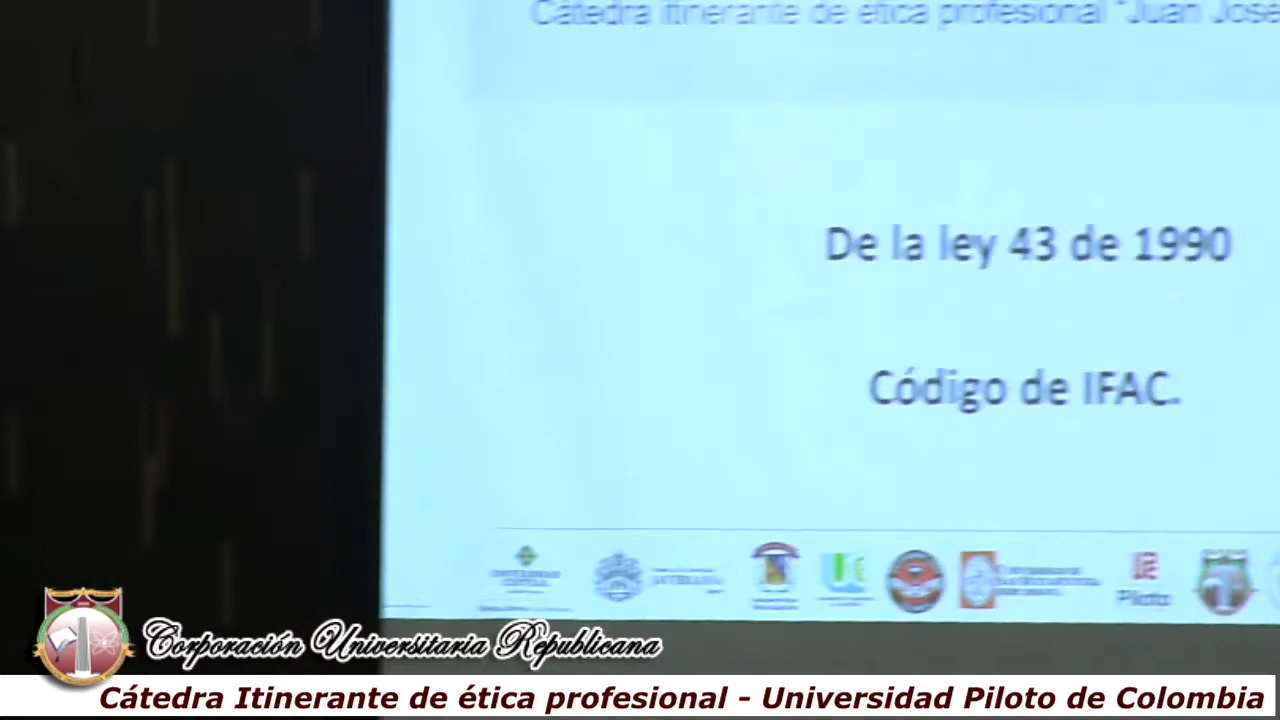 Cátedra itinerante de ética profesional "Juan José
De la ley 43 de 1990
Código de IFAC.
Piloto
Corporación Universitaria Republicana
Cátedra Itinerante de ética profesional - Universidad Piloto de Colombia